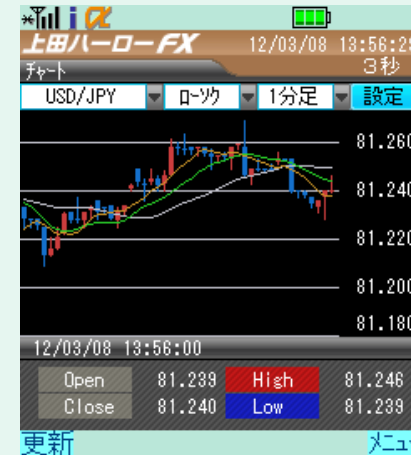 i α
上田ハーローFX 12/03/08 13:56:28
チャート 3秒
USD/JPY ローソク 1分足 設定
81.260
81.240
81.220
81.200
81.180
12/03/08 13:56:00
Open 81.239 High 81.246
Close 81.240 Low 81.239
更新 メニュー